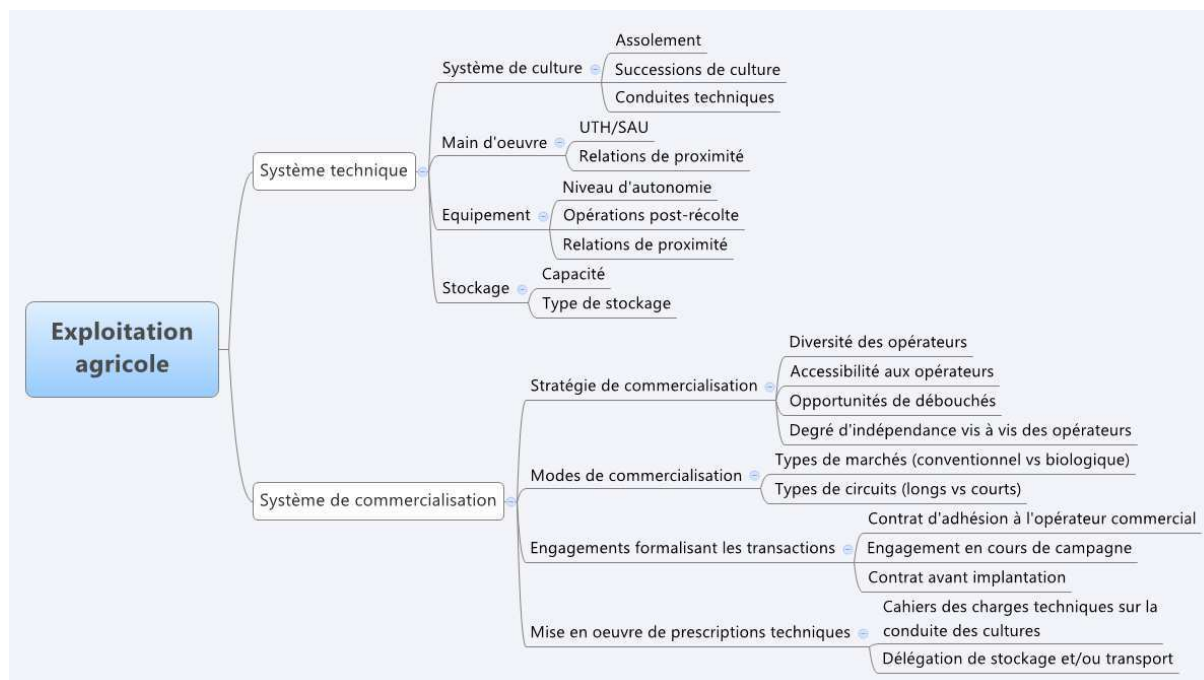 Assolement
Système de culture
Successions de culture
Conduites techniques
UTH/SAU
Main d'oeuvre
Relations de proximité
Système technique
Niveau d'autonomie
Equipement
Opérations post-récolte
Relations de proximité
Capacité
Stockage
Type de stockage
Exploitation
agricole
Diversité des opérateurs
Stratégie de commercialisation
Accessibilité aux opérateurs
Opportunités de débouchés
Degré d'indépendance vis à vis des opérateurs
Types de marchés (conventionnel vs biologique)
Modes de commercialisation
Types de circuits (longs vs courts)
Système de commercialisation
Contrat d'adhésion à l'opérateur commercial
Engagements formalisant les transactions
Engagement en cours de campagne
Contrat avant implantation
Cahiers des charges techniques sur la
conduite des cultures
Mise en oeuvre de prescriptions techniques
Délégation de stockage et/ou transport